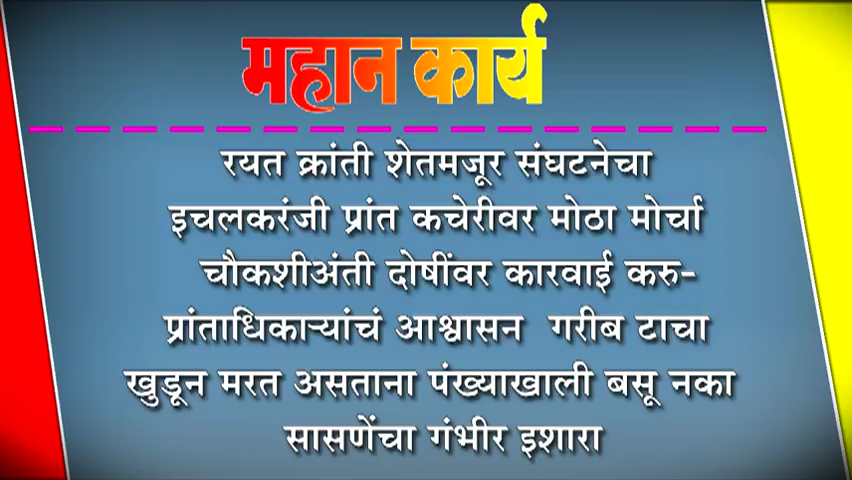 महान कार्य
रयत क्रांती शेतमजूर संघटनेचा
इचलकरंजी प्रांत कचेरीवर मोठा मोर्चा
चौकशीअंती दोषींवर कारवाई करु-
प्रांताधिकाऱ्यांचं आश्वासन गरीब टाचा
खुडून मरत असताना पंख्याखाली बसू नका
सासणेंचा गंभीर इशारा